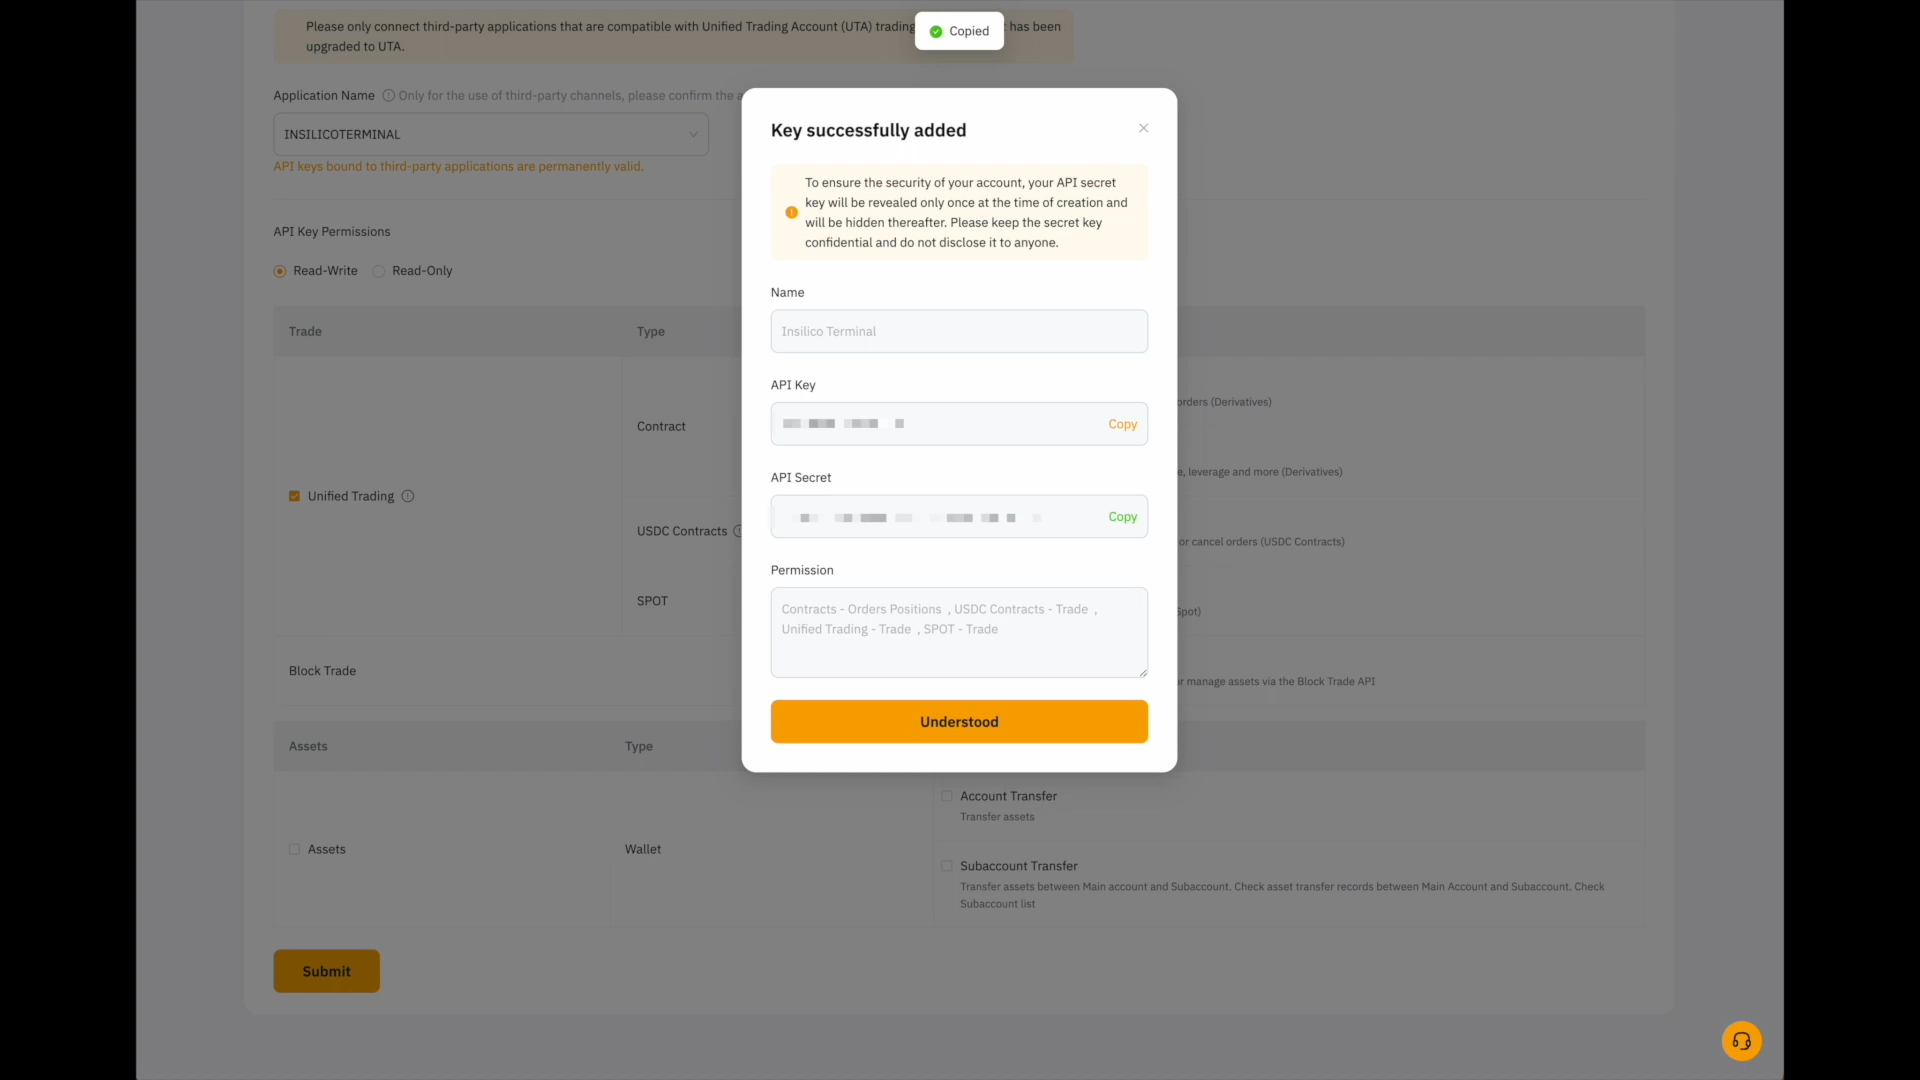 Please only connect third-party applications that are compatible with Unified Trading Account (UTA) trading
has been
upgraded to UTA.
Copied
Application Name Only for the use of third-party channels, please confirm the
INSILICOTERMINAL
API keys bound to third-party applications are permanently valid.
API Key Permissions
Read-Write Read-Only
Trade Type
Contract
orders (Derivatives)
leverage and more (Derivatives)
Unified Trading
USDC Contracts
or cancel orders (USDC Contracts)
SPOT
Block Trade
manage assets via the Block Trade API
Assets Type
Assets Wallet
Account Transfer
Transfer assets
Subaccount Transfer
Transfer assets between Main account and Subaccount. Check asset transfer records between Main Account and Subaccount. Check
Subaccount list
Submit
Key successfully added
To ensure the security of your account, your API secret
key will be revealed only once at the time of creation and
will be hidden thereafter. Please keep the secret key
confidential and do not disclose it to anyone.
Name
Insilico Terminal
API Key
Copy
API Secret
Copy
Permission
Contracts - Orders Positions , USDC Contracts - Trade ,
Unified Trading - Trade , SPOT - Trade
Understood